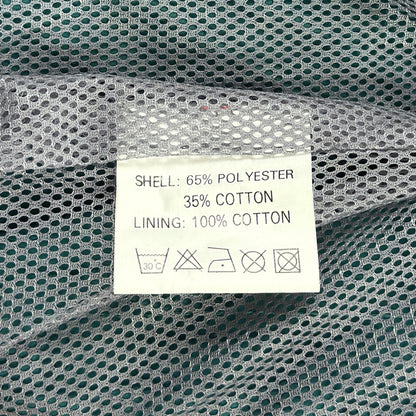 SHELL: 65% POLYESTER
35% COTTON
LINING: 100% COTTON
30 C